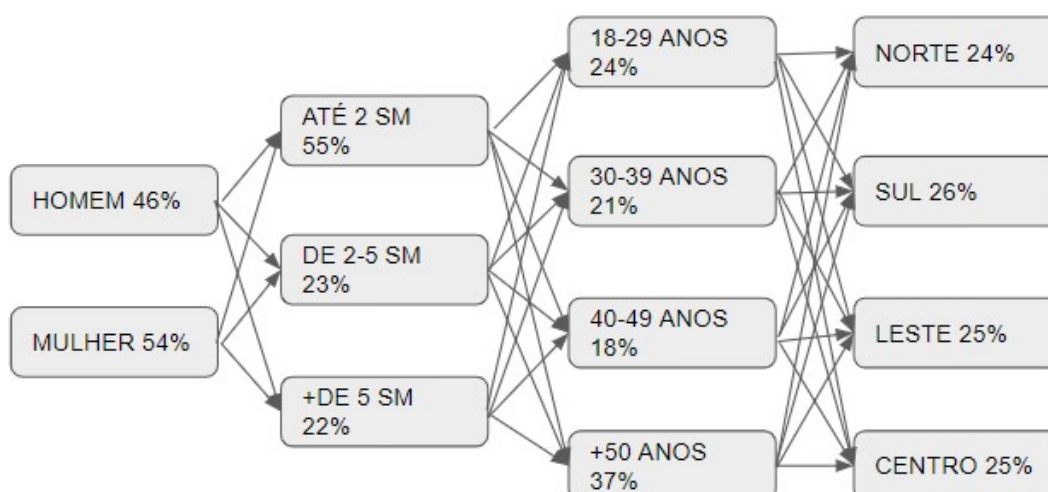 HOMEM 46%
MULHER 54%
ATÉ 2 SM
55%
DE 2-5 SM
23%
+DE 5 SM
22%
18-29 ANOS
24%
30-39 ANOS
21%
40-49 ANOS
18%
+50 ANOS
37%
NORTE 24%
SUL 26%
LESTE 25%
CENTRO 25%